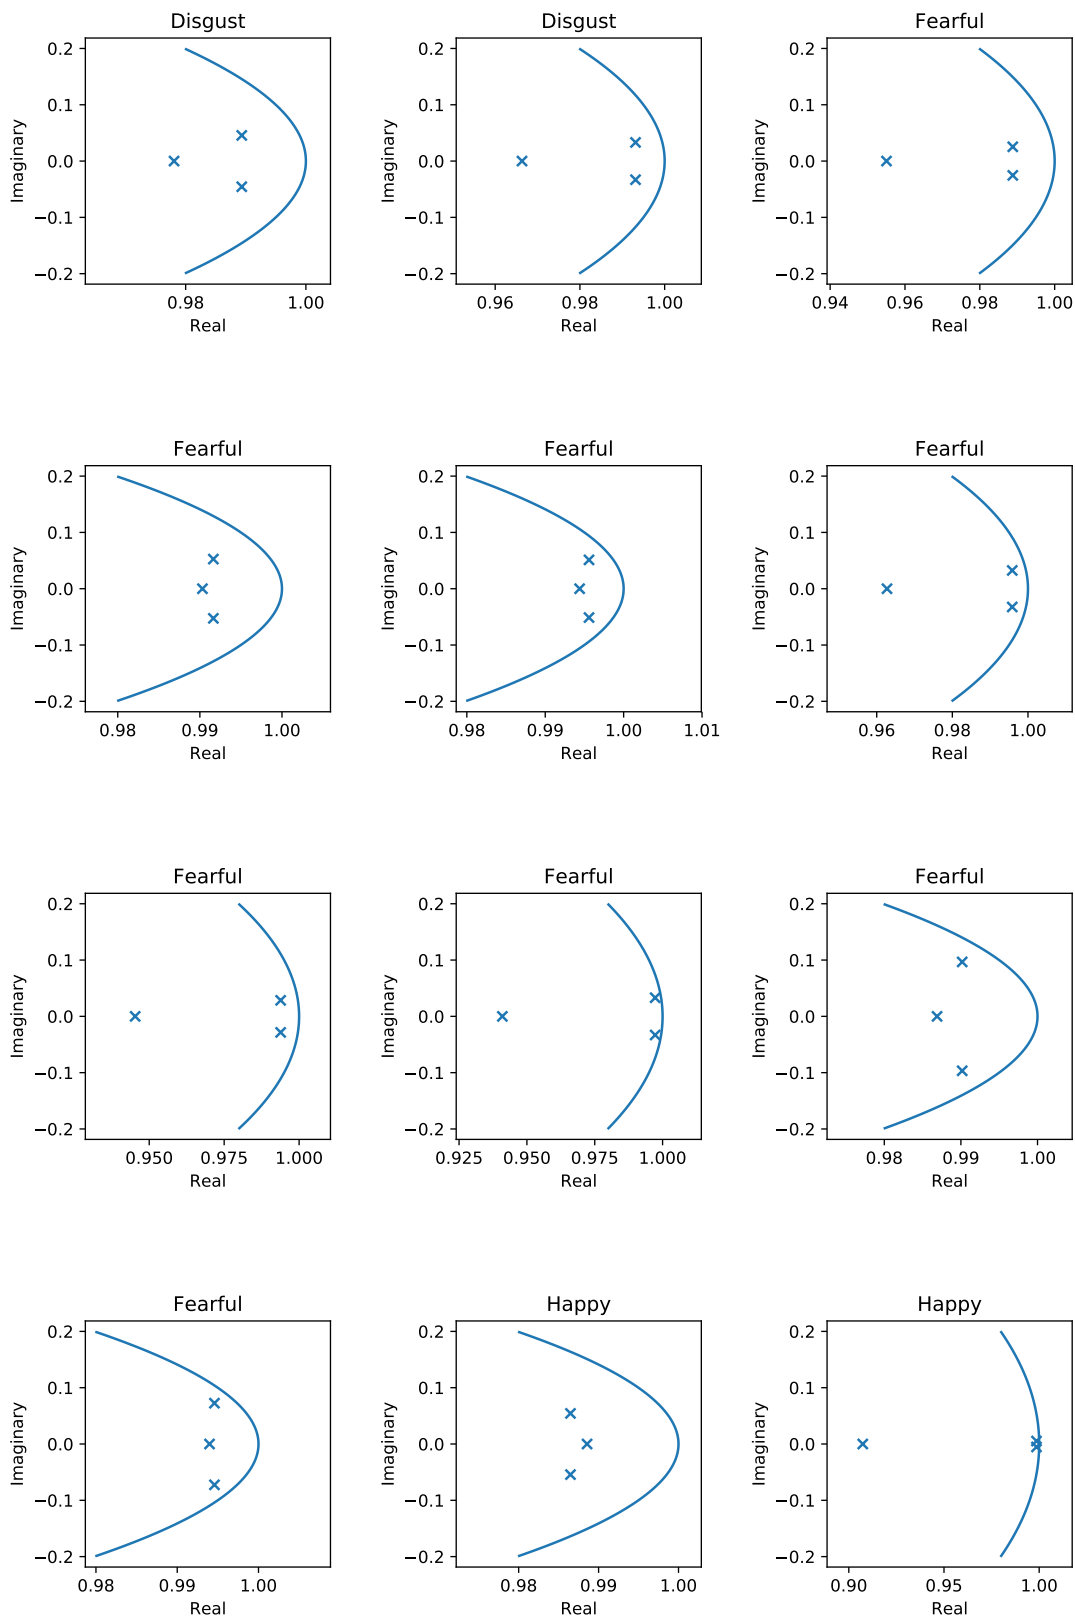 Disgust
0.2
0.1
0.0
−0.1
−0.2
Imaginary
0.98 1.00
Real
Disgust
0.2
0.1
0.0
−0.1
−0.2
Imaginary
0.96 0.98 1.00
Real
Fearful
0.2
0.1
0.0
−0.1
−0.2
Imaginary
0.94 0.96 0.98 1.00
Real
Fearful
0.2
0.1
0.0
−0.1
−0.2
Imaginary
0.98 0.99 1.00
Real
Fearful
0.2
0.1
0.0
−0.1
−0.2
Imaginary
0.98 0.99 1.00 1.01
Real
Fearful
0.2
0.1
0.0
−0.1
−0.2
Imaginary
0.96 0.98 1.00
Real
Fearful
0.2
0.1
0.0
−0.1
−0.2
Imaginary
0.950 0.975 1.000
Real
Fearful
0.2
0.1
0.0
−0.1
−0.2
Imaginary
0.925 0.950 0.975 1.000
Real
Fearful
0.2
0.1
0.0
−0.1
−0.2
Imaginary
0.98 0.99 1.00
Real
Fearful
0.2
0.1
0.0
−0.1
−0.2
Imaginary
0.98 0.99 1.00
Real
Happy
0.2
0.1
0.0
−0.1
−0.2
Imaginary
0.98 0.99 1.00
Real
Happy
0.2
0.1
0.0
−0.1
−0.2
Imaginary
0.90 0.95 1.00
Real